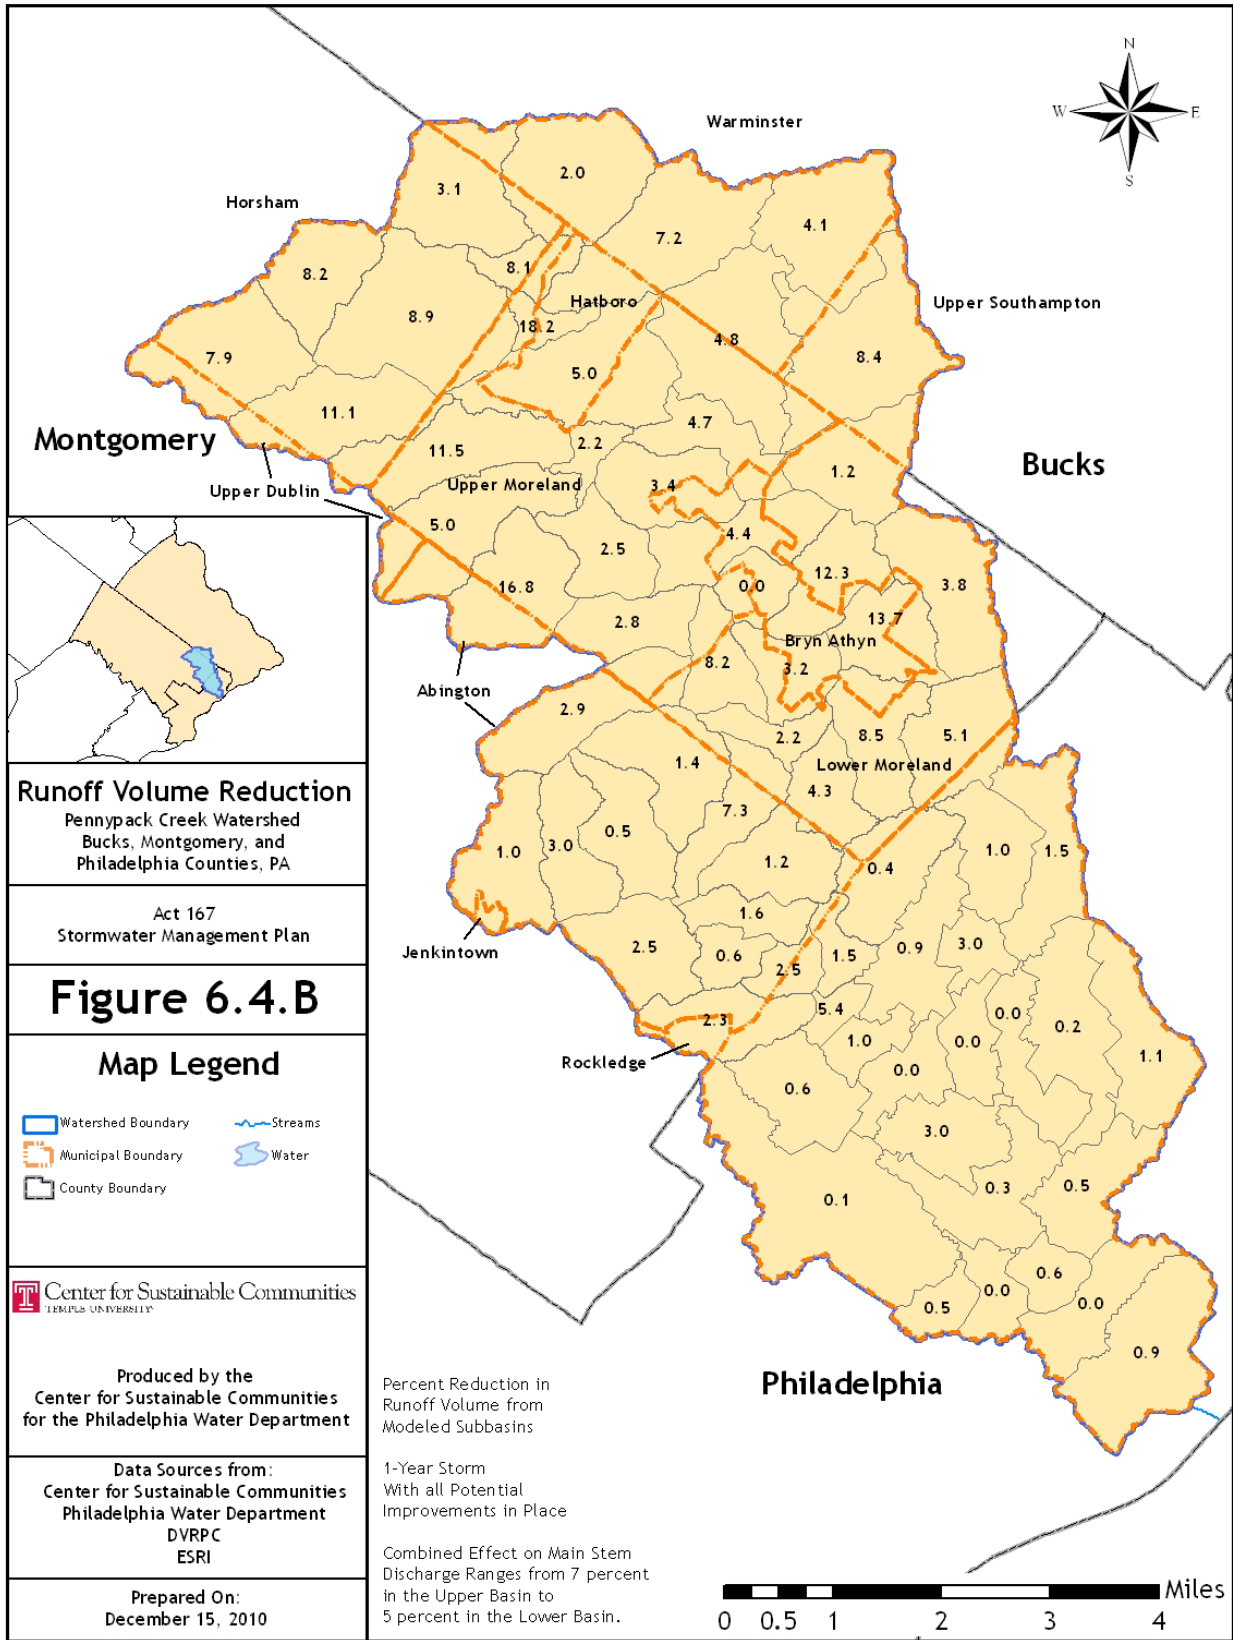 N
W
E
S
Warminster
2.0
3.1
Horsham
4.1
7.2
8.1
8.2
Hatboro
Upper Southampton
8.9
18.2
4.8
7.9
8.4
5.0
11.1
4.7
Montgomery
2.2
11.5
Bucks
1.2
Upper Moreland
3.4
Upper Dublin
5.0
4.4
2.5
12.3
16.8
0.0
3.8
2.8
13.7
Bryn Athyn
8.2
3.2
Abington
2.9
2.2
8.5
5.1
1.4
Lower Moreland
4.3
7.3
0.5
3.0
1.0
1.2
0.4
1.0
1.5
1.6
Jenkintown
2.5
0.6
2.5
1.5
0.9
3.0
5.4
2.3
0.0
0.2
1.0
0.0
1.1
Rockledge
0.0
0.6
3.0
0.1
0.3
0.5
0.6
0.0
0.5
0.0
0.9
Philadelphia
Runoff Volume Reduction
Pennypack Creek Watershed
Bucks, Montgomery, and
Philadelphia Counties, PA
Act 167
Stormwater Management Plan
Figure 6.4.B
Map Legend
Watershed Boundary
Streams
Municipal Boundary
Water
County Boundary
Center for Sustainable Communities
TEMPLE UNIVERSITY
Produced by the
Center for Sustainable Communities
for the Philadelphia Water Department
Data Sources from:
Center for Sustainable Communities
Philadelphia Water Department
DVRPC
ESRI
Prepared On:
December 15, 2010
Percent Reduction in
Runoff Volume from
Modeled Subbasins
1-Year Storm
With all Potential
Improvements in Place
Combined Effect on Main Stem
Discharge Ranges from 7 percent
in the Upper Basin to
5 percent in the Lower Basin.
Miles
0 0.5 1 2 3 4